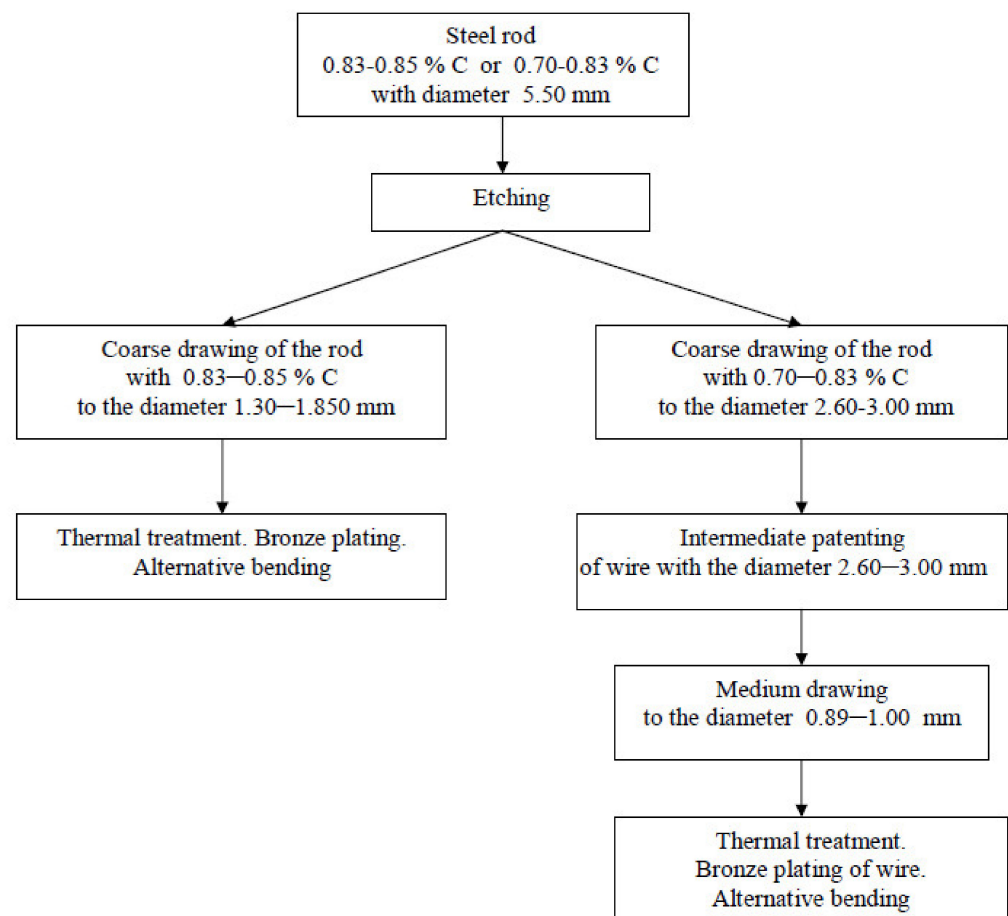 Steel rod
0.83-0.85 % C or 0.70-0.83 % C
with diameter 5.50 mm
Etching
Coarse drawing of the rod
with 0.83—0.85 % C
to the diameter 1.30—1.850 mm
Coarse drawing of the rod
with 0.70—0.83 % C
to the diameter 2.60-3.00 mm
Thermal treatment. Bronze plating.
Alternative bending
Intermediate patenting
of wire with the diameter 2.60—3.00 mm
Medium drawing
to the diameter 0.89—1.00 mm
Thermal treatment.
Bronze plating of wire.
Alternative bending